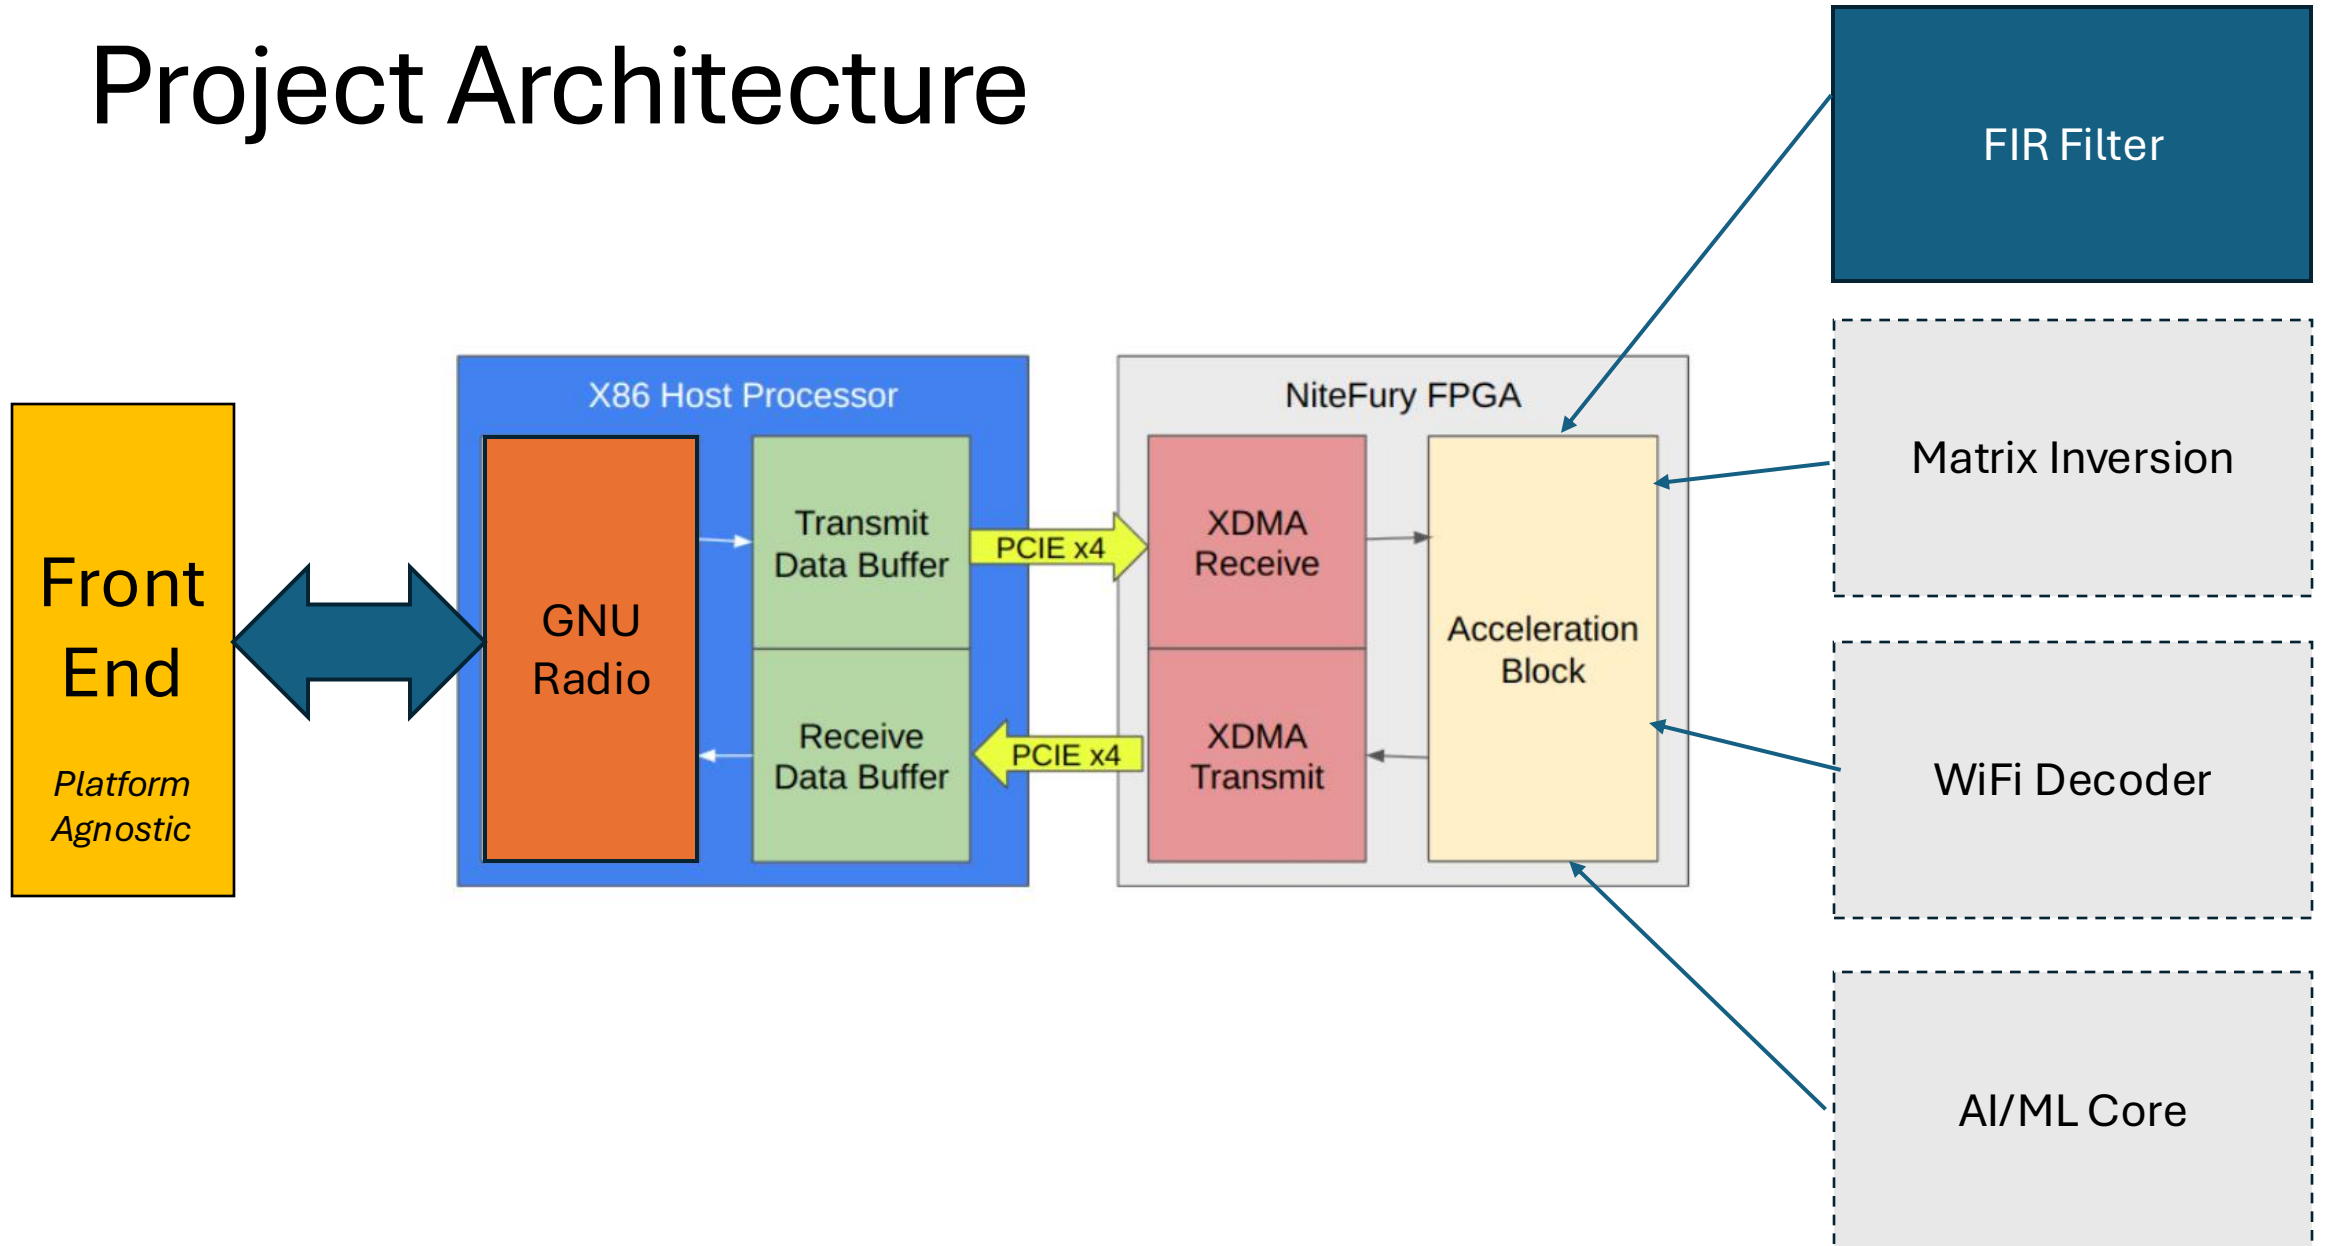 Project Architecture
FIR Filter
Matrix Inversion
WiFi Decoder
AI/ML Core
Front
End
Platform
Agnostic
X86 Host Processor
GNU
Radio
Transmit
Data Buffer
Receive
Data Buffer
PCIE x4
PCIE x4
NiteFury FPGA
XDMA
Receive
XDMA
Transmit
Acceleration
Block